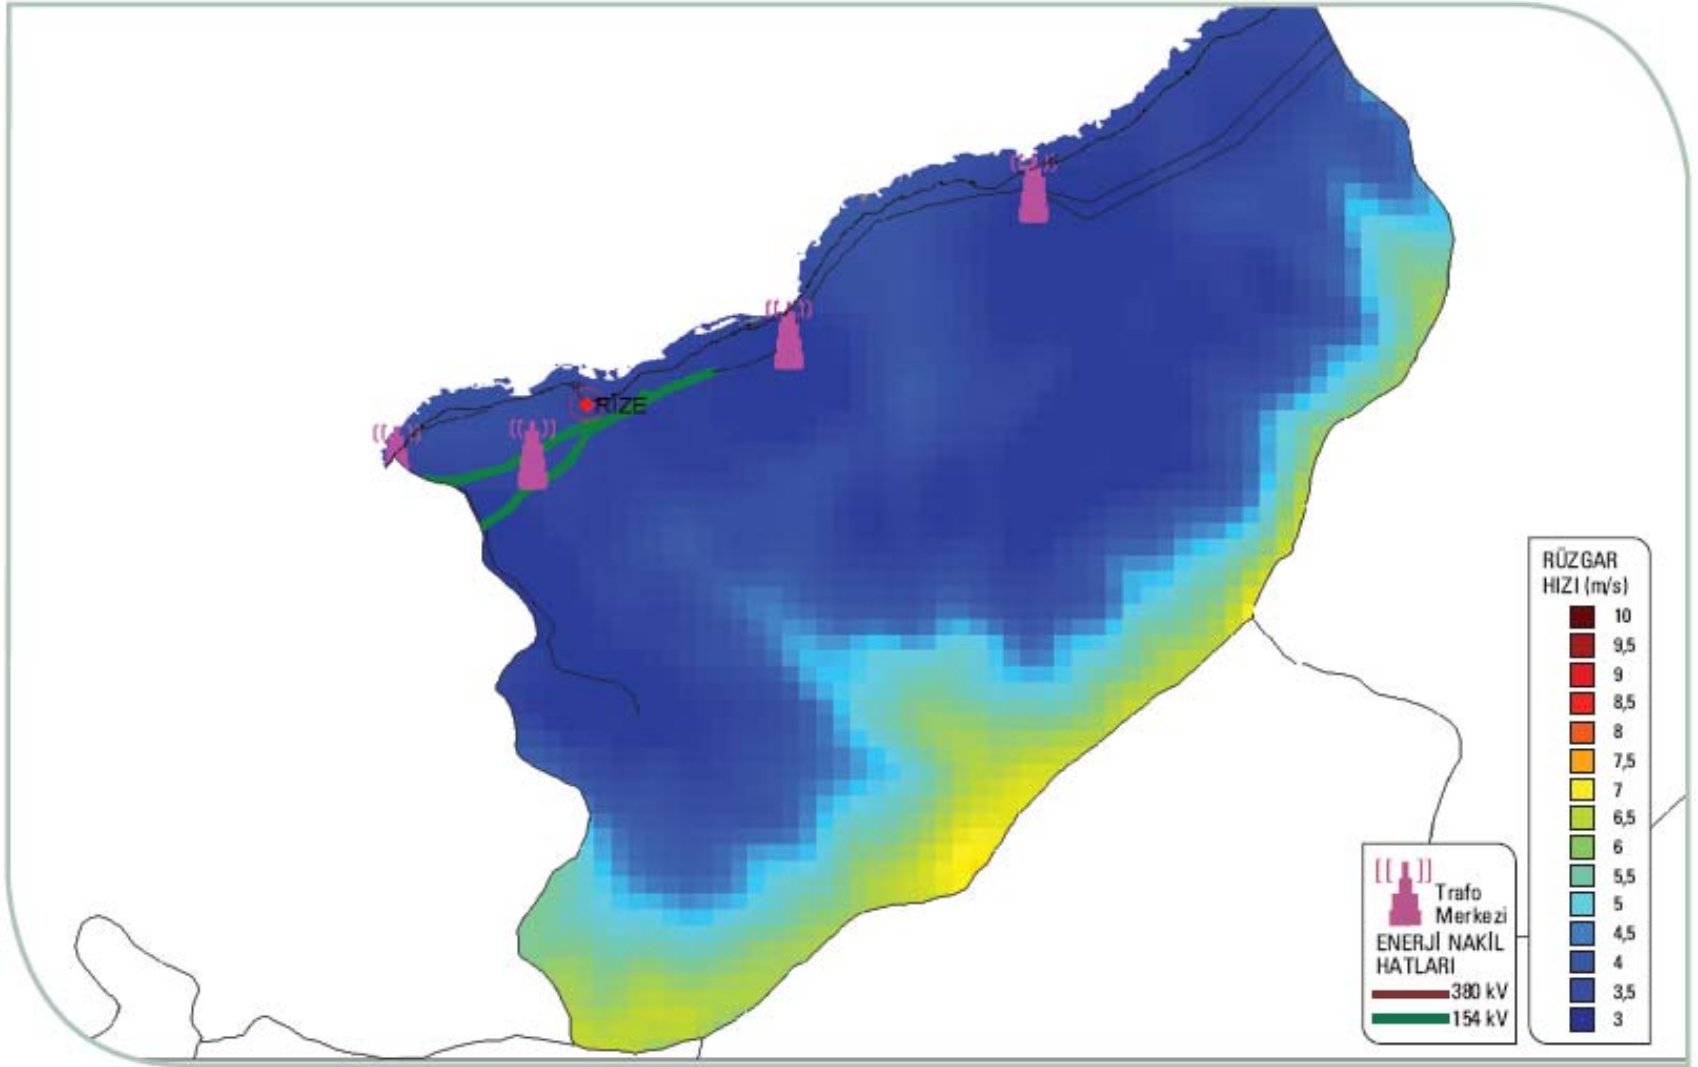 RİZE
RÜZGAR
HIZI (m/s)
10
9,5
9
8,5
8
7,5
7
6,5
6
5,5
5
4,5
4
3,5
3
Trafo
Merkezi
ENERJİ NAKİL
HATLARI
380 kV
154 kV